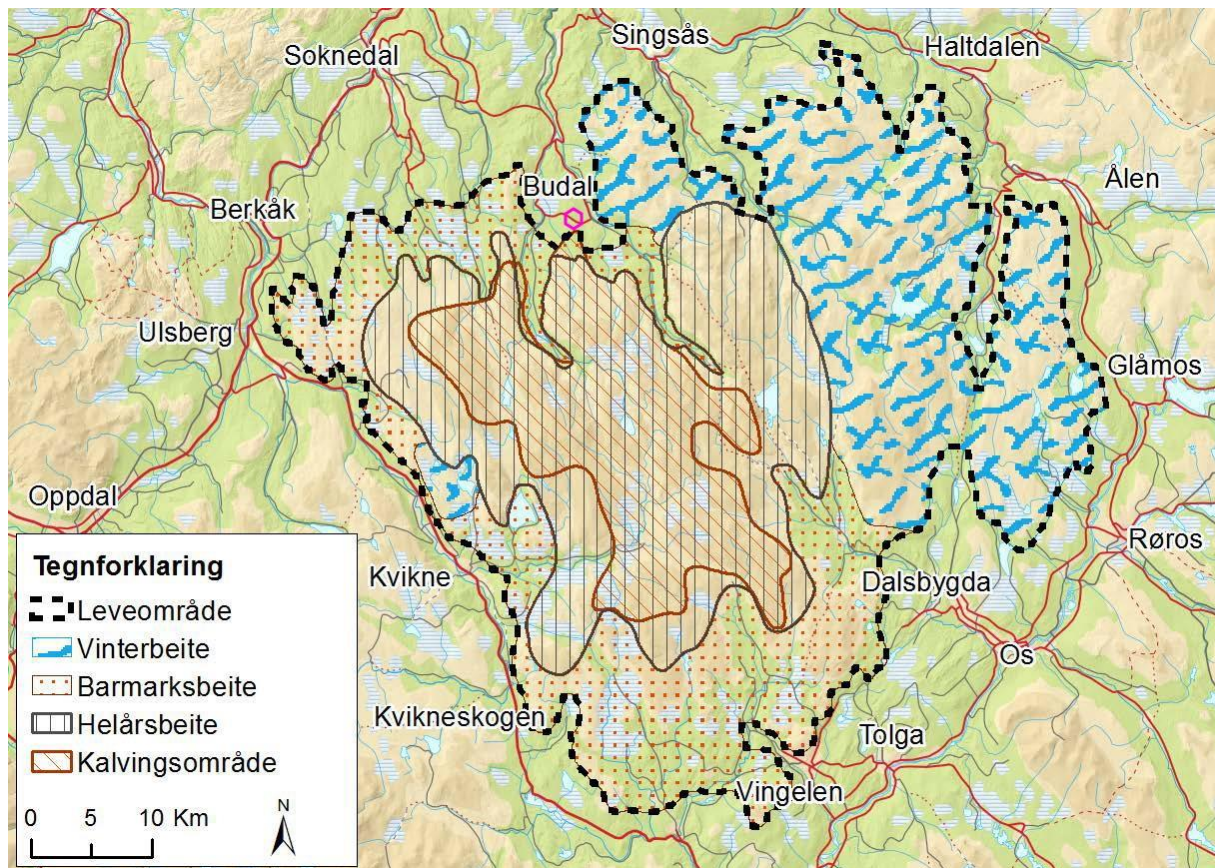 Singsås
Haltdalen
Soknedal
Ålen
Budal
Berkåk
Ulsberg
Glåmos
Oppdal
Røros
Kvikne
Dalsbygda
Os
Kvikneskogen
Tolga
Vingelen
Tegnforklaring
Leveområde
Vinterbeite
Barmarksbeite
Helårsbeite
Kalvingsområde
0 5 10 Km
N